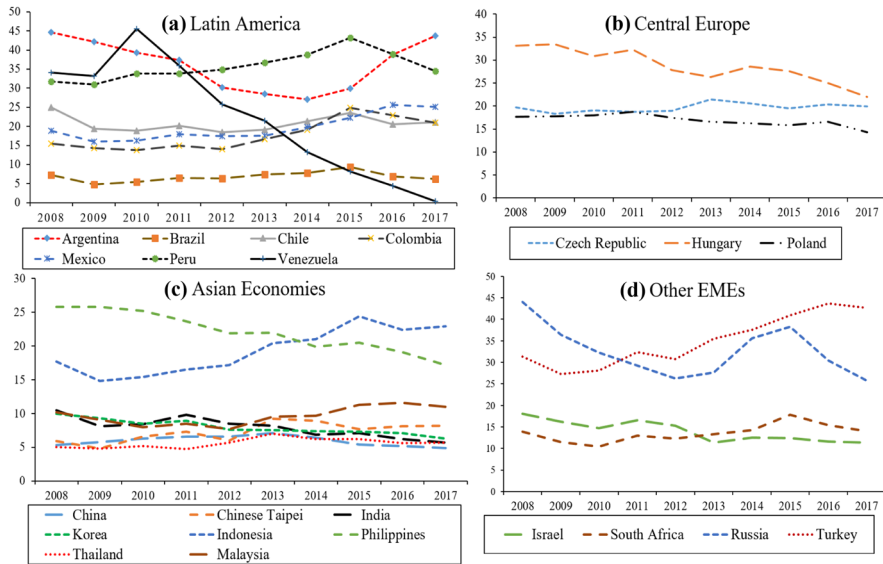 (a) Latin America
50
45
40
35
30
25
20
15
10
5
0
2008 2009 2010 2011 2012 2013 2014 2015 2016 2017
Argentina Brazil Chile Colombia
Mexico Peru Venezuela
(b) Central Europe
40
35
30
25
20
15
10
5
0
2008 2009 2010 2011 2012 2013 2014 2015 2016 2017
Czech Republic Hungary Poland
(c) Asian Economies
30
25
20
15
10
5
0
2008 2009 2010 2011 2012 2013 2014 2015 2016 2017
China Chinese Taipei India
Korea Indonesia Philippines
Thailand Malaysia
(d) Other EMEs
50
45
40
35
30
25
20
15
10
5
0
2008 2009 2010 2011 2012 2013 2014 2015 2016 2017
Israel South Africa Russia Turkey